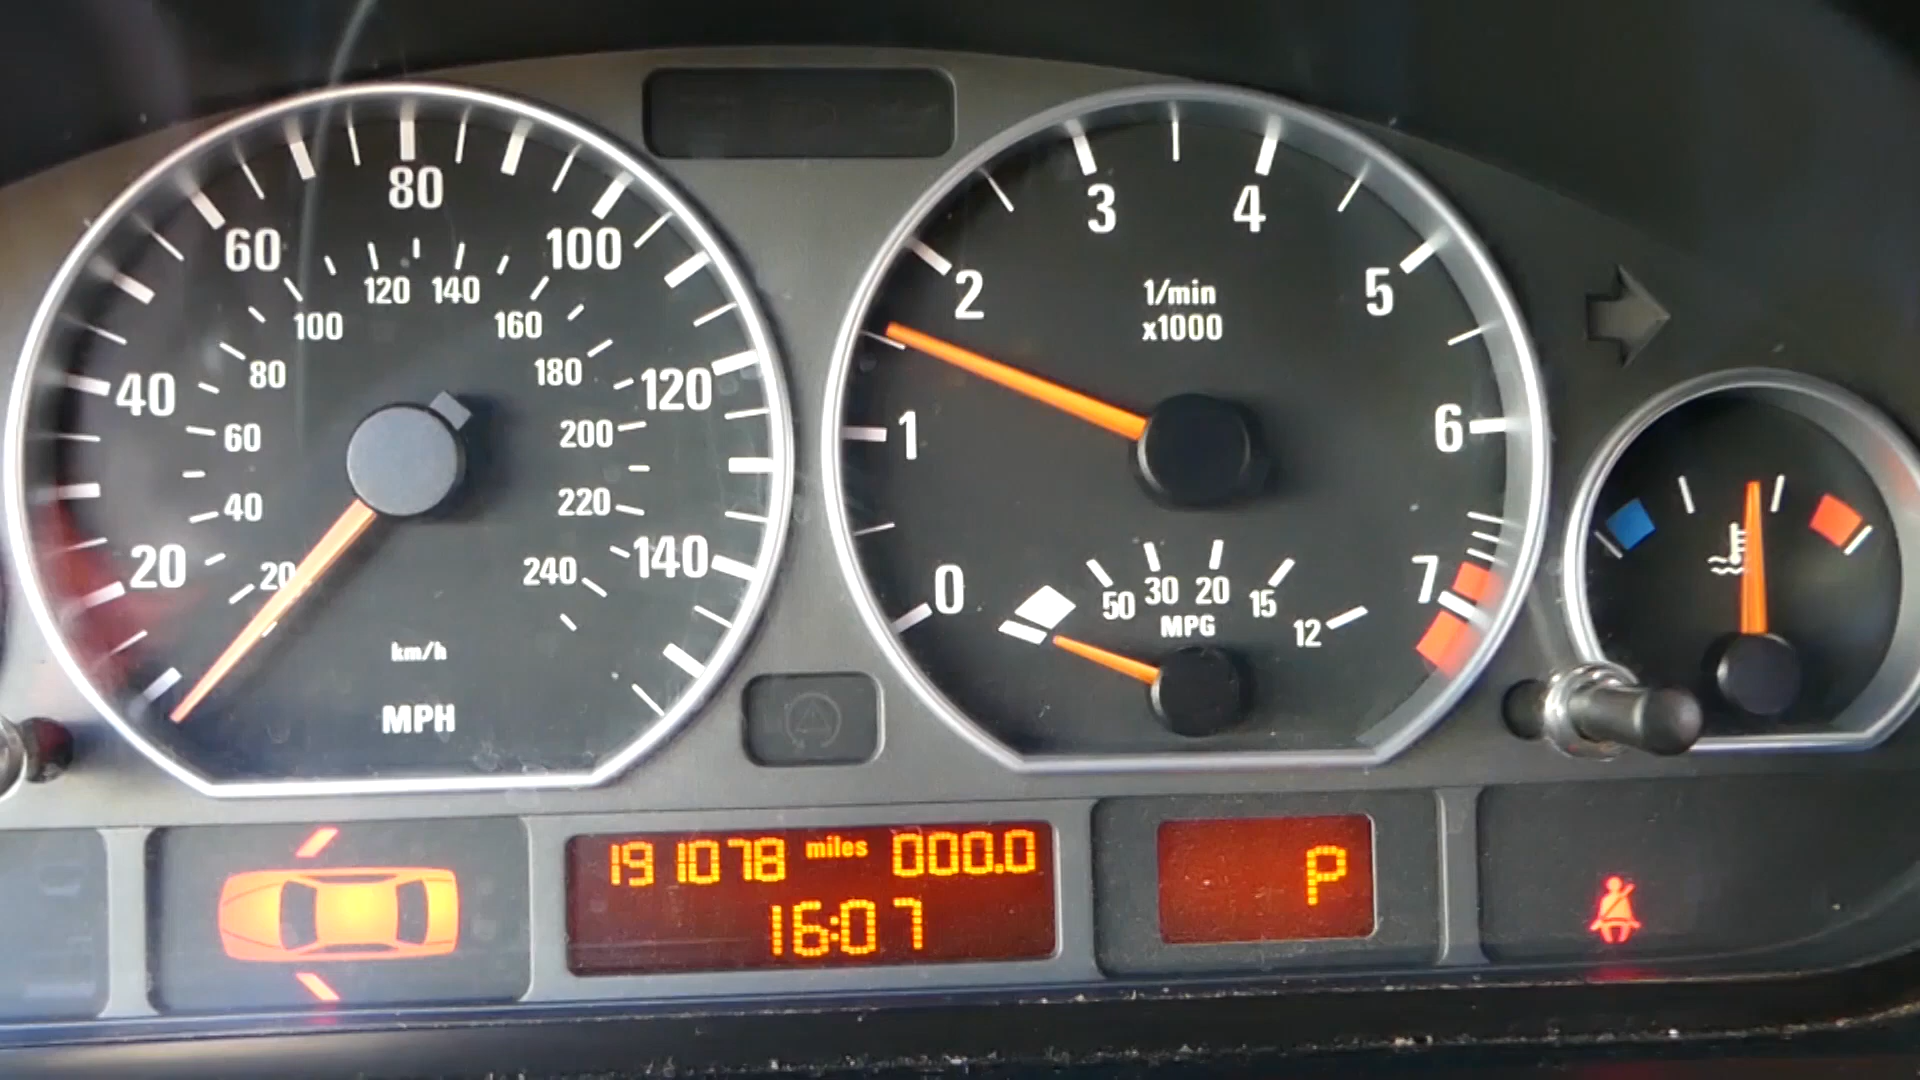 20 40 60 80 100 120 140
20 40 60 80 100 120 140 160 180 200 220 240
km/h
MPH
0 1 2 3 4 5 6 7
1/min
x1000
50 30 20 15 12
MPG
191078 miles 000.0
16:07
P